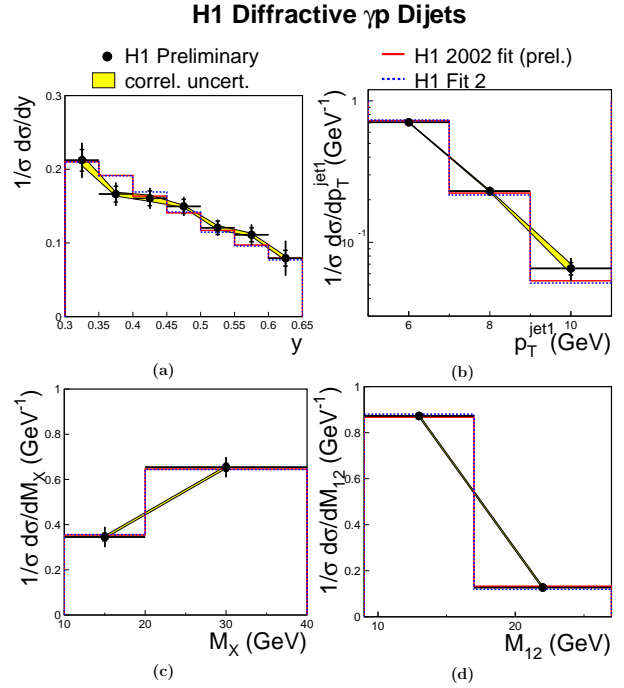 H1 Diffractive γp Dijets
H1 Preliminary
correl. uncert.
H1 2002 fit (prel.)
H1 Fit 2
1/σ dσ/dy
0.3
0.2
0.1
0
0.3 0.35 0.4 0.45 0.5 0.55 0.6 0.65
y
(a)
1/σ dσ/dp_T^jet1 (GeV^-1)
1
10^-1
6 8 10
p_T^jet1 (GeV)
(b)
1/σ dσ/dM_X (GeV^-1)
1
0.8
0.6
0.4
0.2
0
10 20 30 40
M_X (GeV)
(c)
1/σ dσ/dM_12 (GeV^-1)
1
0.8
0.6
0.4
0.2
0
10 20
M_12 (GeV)
(d)